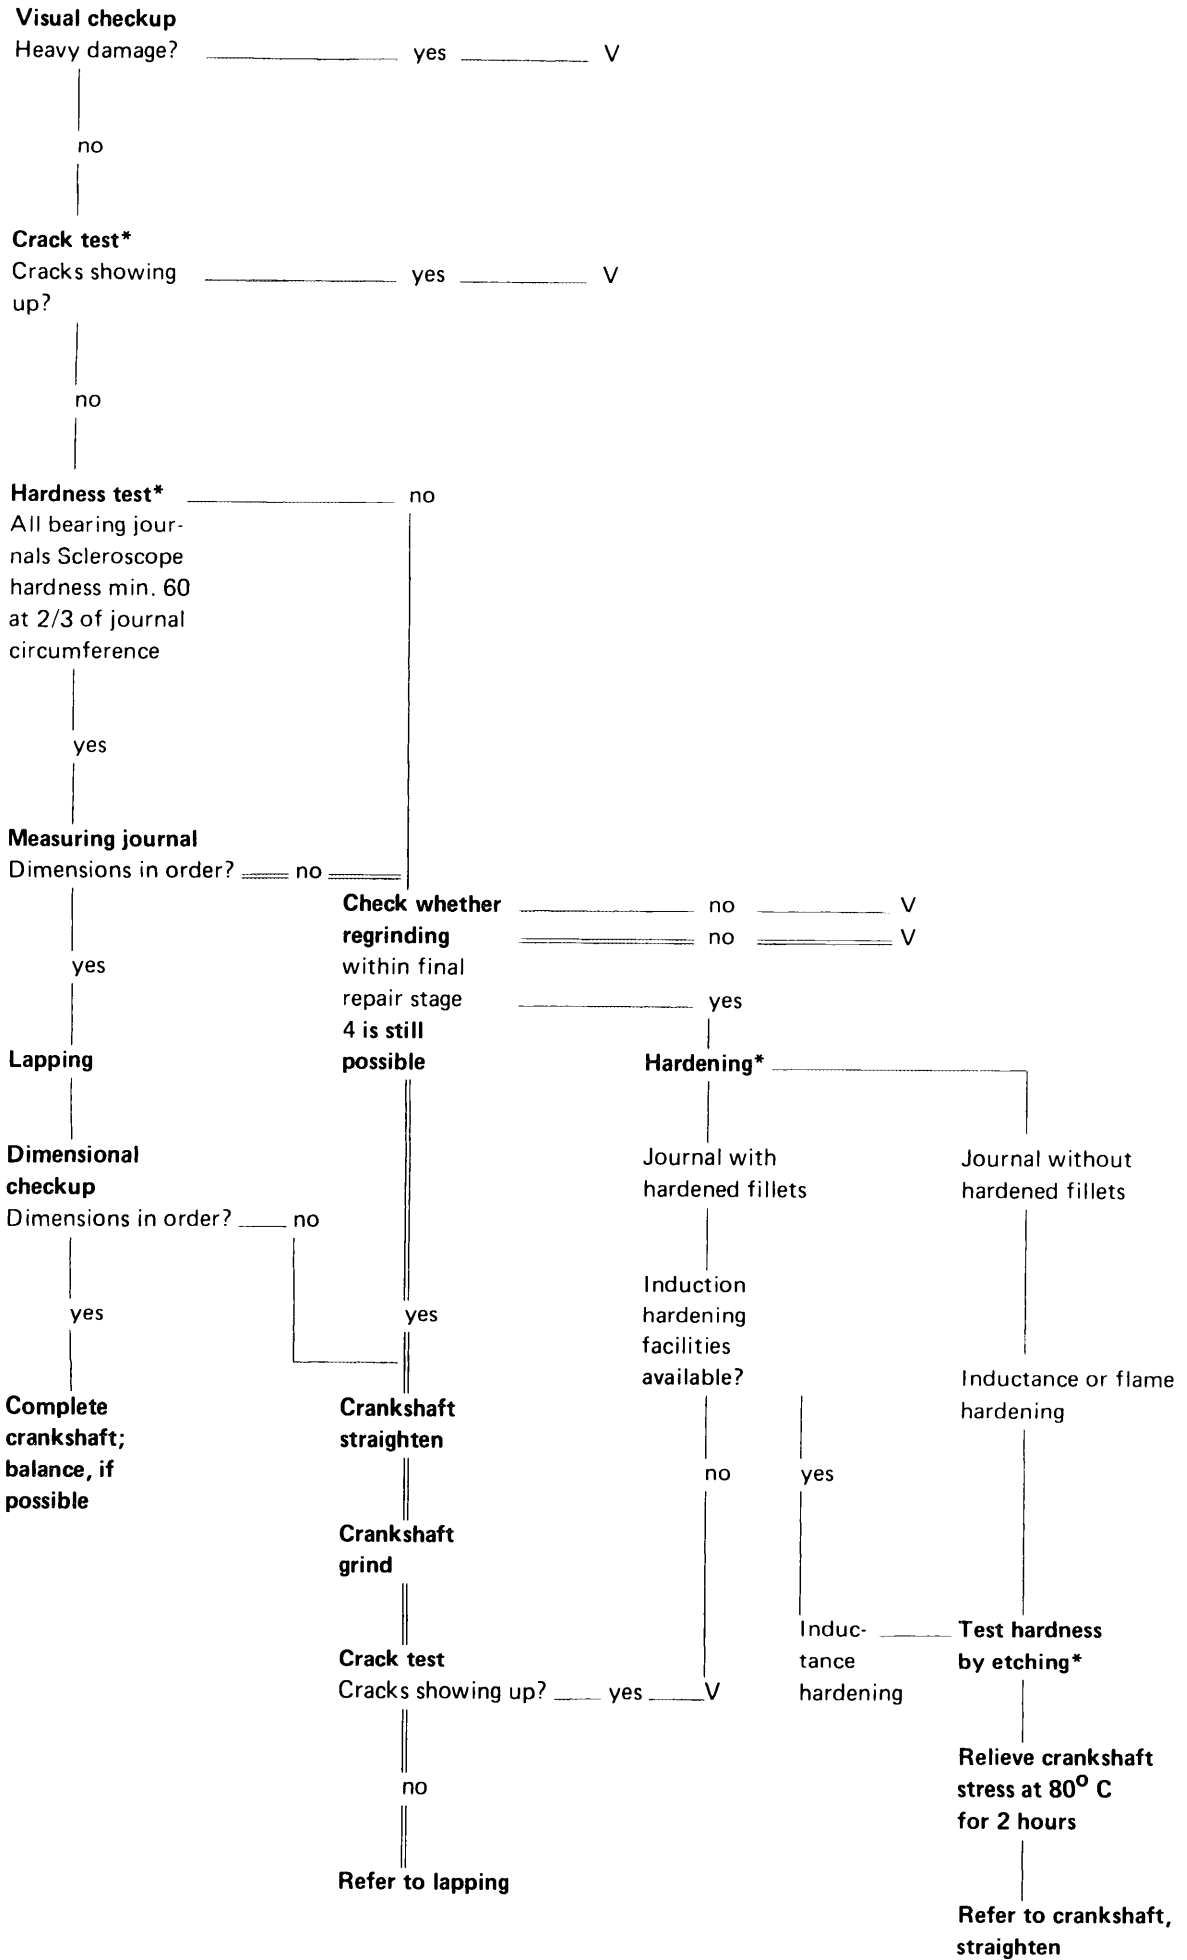 Visual checkup
Heavy damage? yes V
no
Crack test*
Cracks showing yes V
up?
no
Hardness test* no
All bearing jour-
nals Scleroscope
hardness min. 60
at 2/3 of journal
circumference
yes
Measuring journal
Dimensions in order? no
Check whether no V
regrinding no V
within final
repair stage yes
4 is still
possible
yes
Lapping
Dimensional
checkup
Dimensions in order? no
yes
Complete
crankshaft;
balance, if
possible
yes
Crankshaft
straighten
Crankshaft
grind
Crack test
Cracks showing up? yes V
no
Refer to lapping
Hardening*
Journal with
hardened fillets
Induction
hardening
facilities
available?
no yes
Induc-
tance
hardening
Journal without
hardened fillets
Inductance or flame
hardening
Test hardness
by etching*
Relieve crankshaft
stress at 80° C
for 2 hours
Refer to crankshaft,
straighten